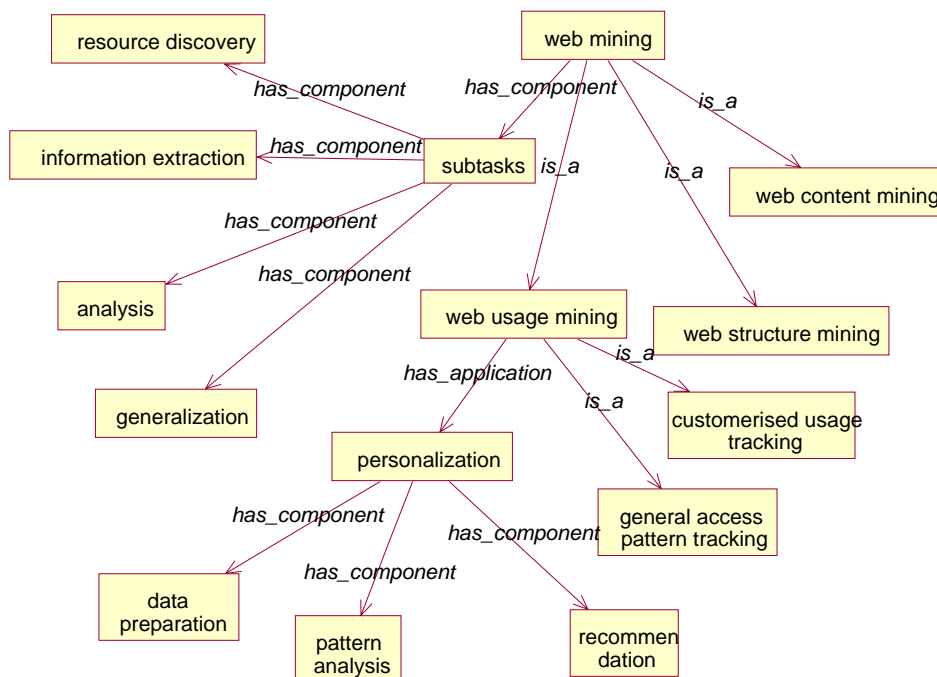 resource discovery
web mining
has_component
has_component
is_a
has_component
information extraction
subtasks
is_a
is_a
web content mining
has_component
has_component
analysis
web usage mining
web structure mining
is_a
has_application
is_a
generalization
customerised usage
tracking
personalization
general access
pattern tracking
has_component
has_component
has_component
data
preparation
pattern
analysis
recommen
dation